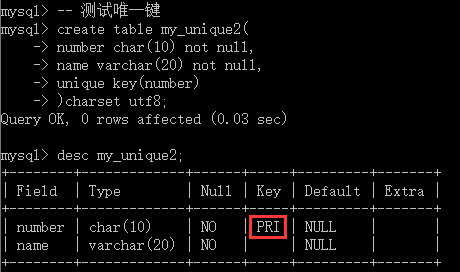 mysql> -- 测试唯一键
mysql> create table my_unique2(
    -> number char(10) not null,
    -> name varchar(20) not null,
    -> unique key(number)
    -> )charset utf8;
Query OK, 0 rows affected (0.03 sec)
mysql> desc my_unique2;
+--------+-------------+------+-----+---------+-------+
| Field  | Type        | Null | Key | Default | Extra |
+--------+-------------+------+-----+---------+-------+
| number | char(10)    | NO   | PRI | NULL    |       |
| name   | varchar(20) | NO   |     | NULL    |       |
+--------+-------------+------+-----+---------+-------+